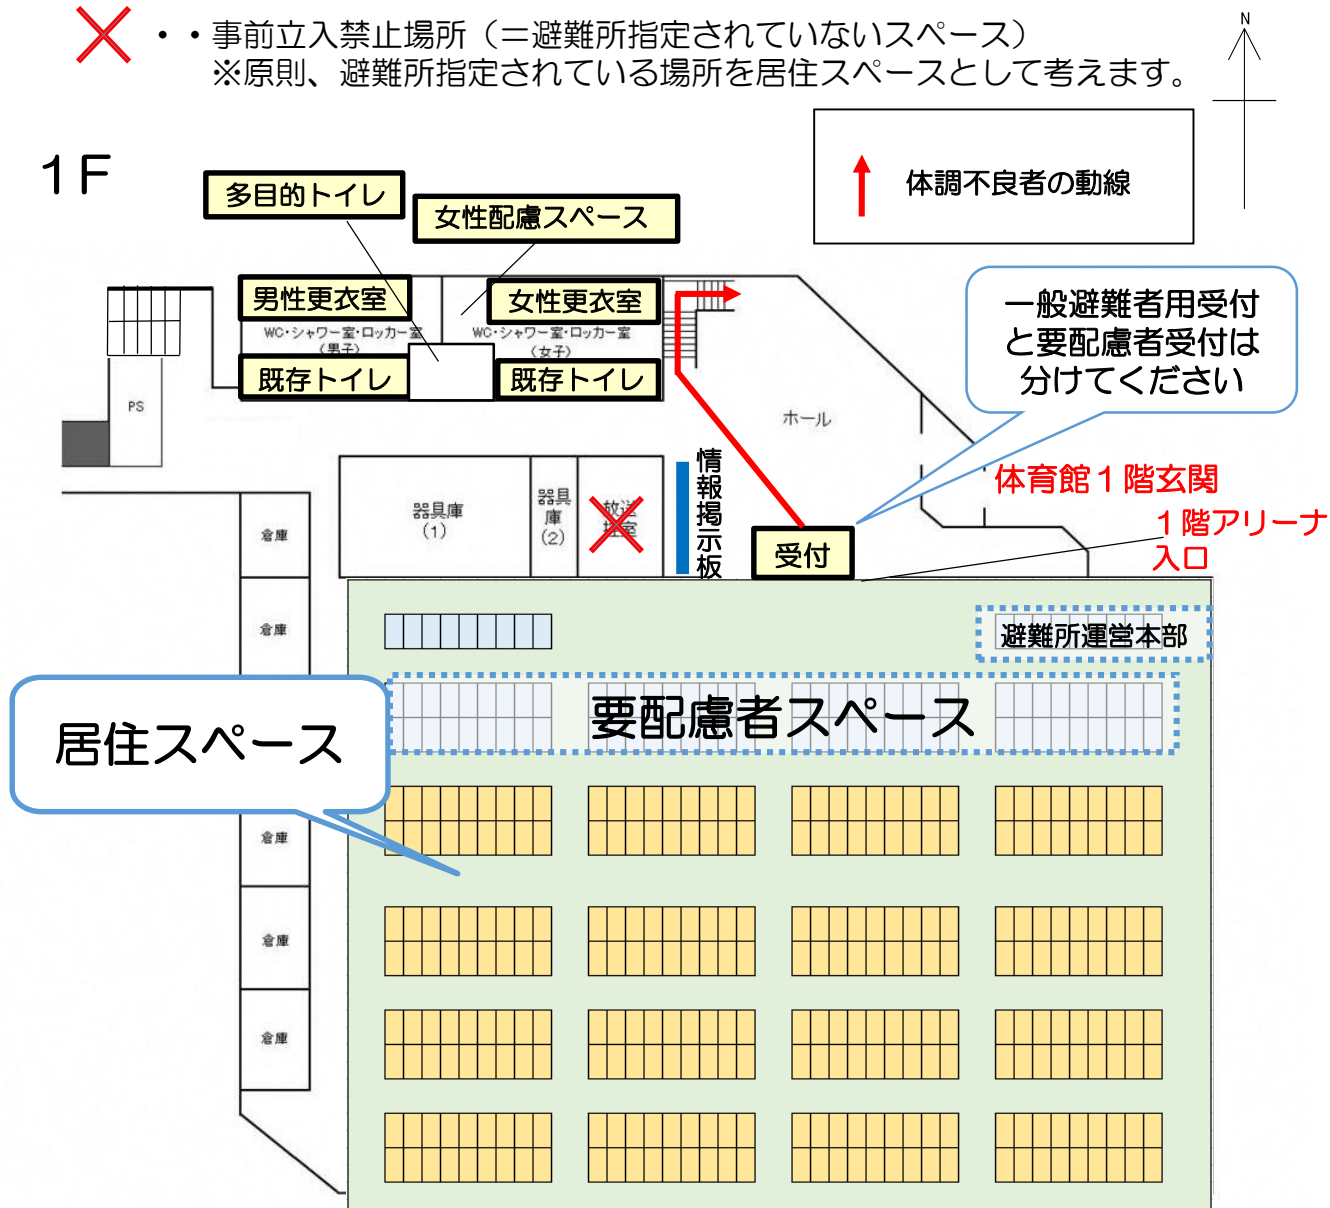 ・・事前立入禁止場所（＝避難所指定されていないスペース）
※原則、避難所指定されている場所を居住スペースとして考えます。
N
1F
体調不良者の動線
多目的トイレ
女性配慮スペース
男性更衣室
女性更衣室
WC・シャワー室・ロッカー室
（男子）
WC・シャワー室・ロッカー室
（女子）
既存トイレ
既存トイレ
一般避難者用受付
と要配慮者受付は
分けてください
PS
ホール
情報掲示板
体育館１階玄関
１階アリーナ
入口
器具庫
(1)
器具
庫
(2)
放送
控室
受付
倉庫
倉庫
避難所運営本部
要配慮者スペース
居住スペース
倉庫
倉庫
倉庫